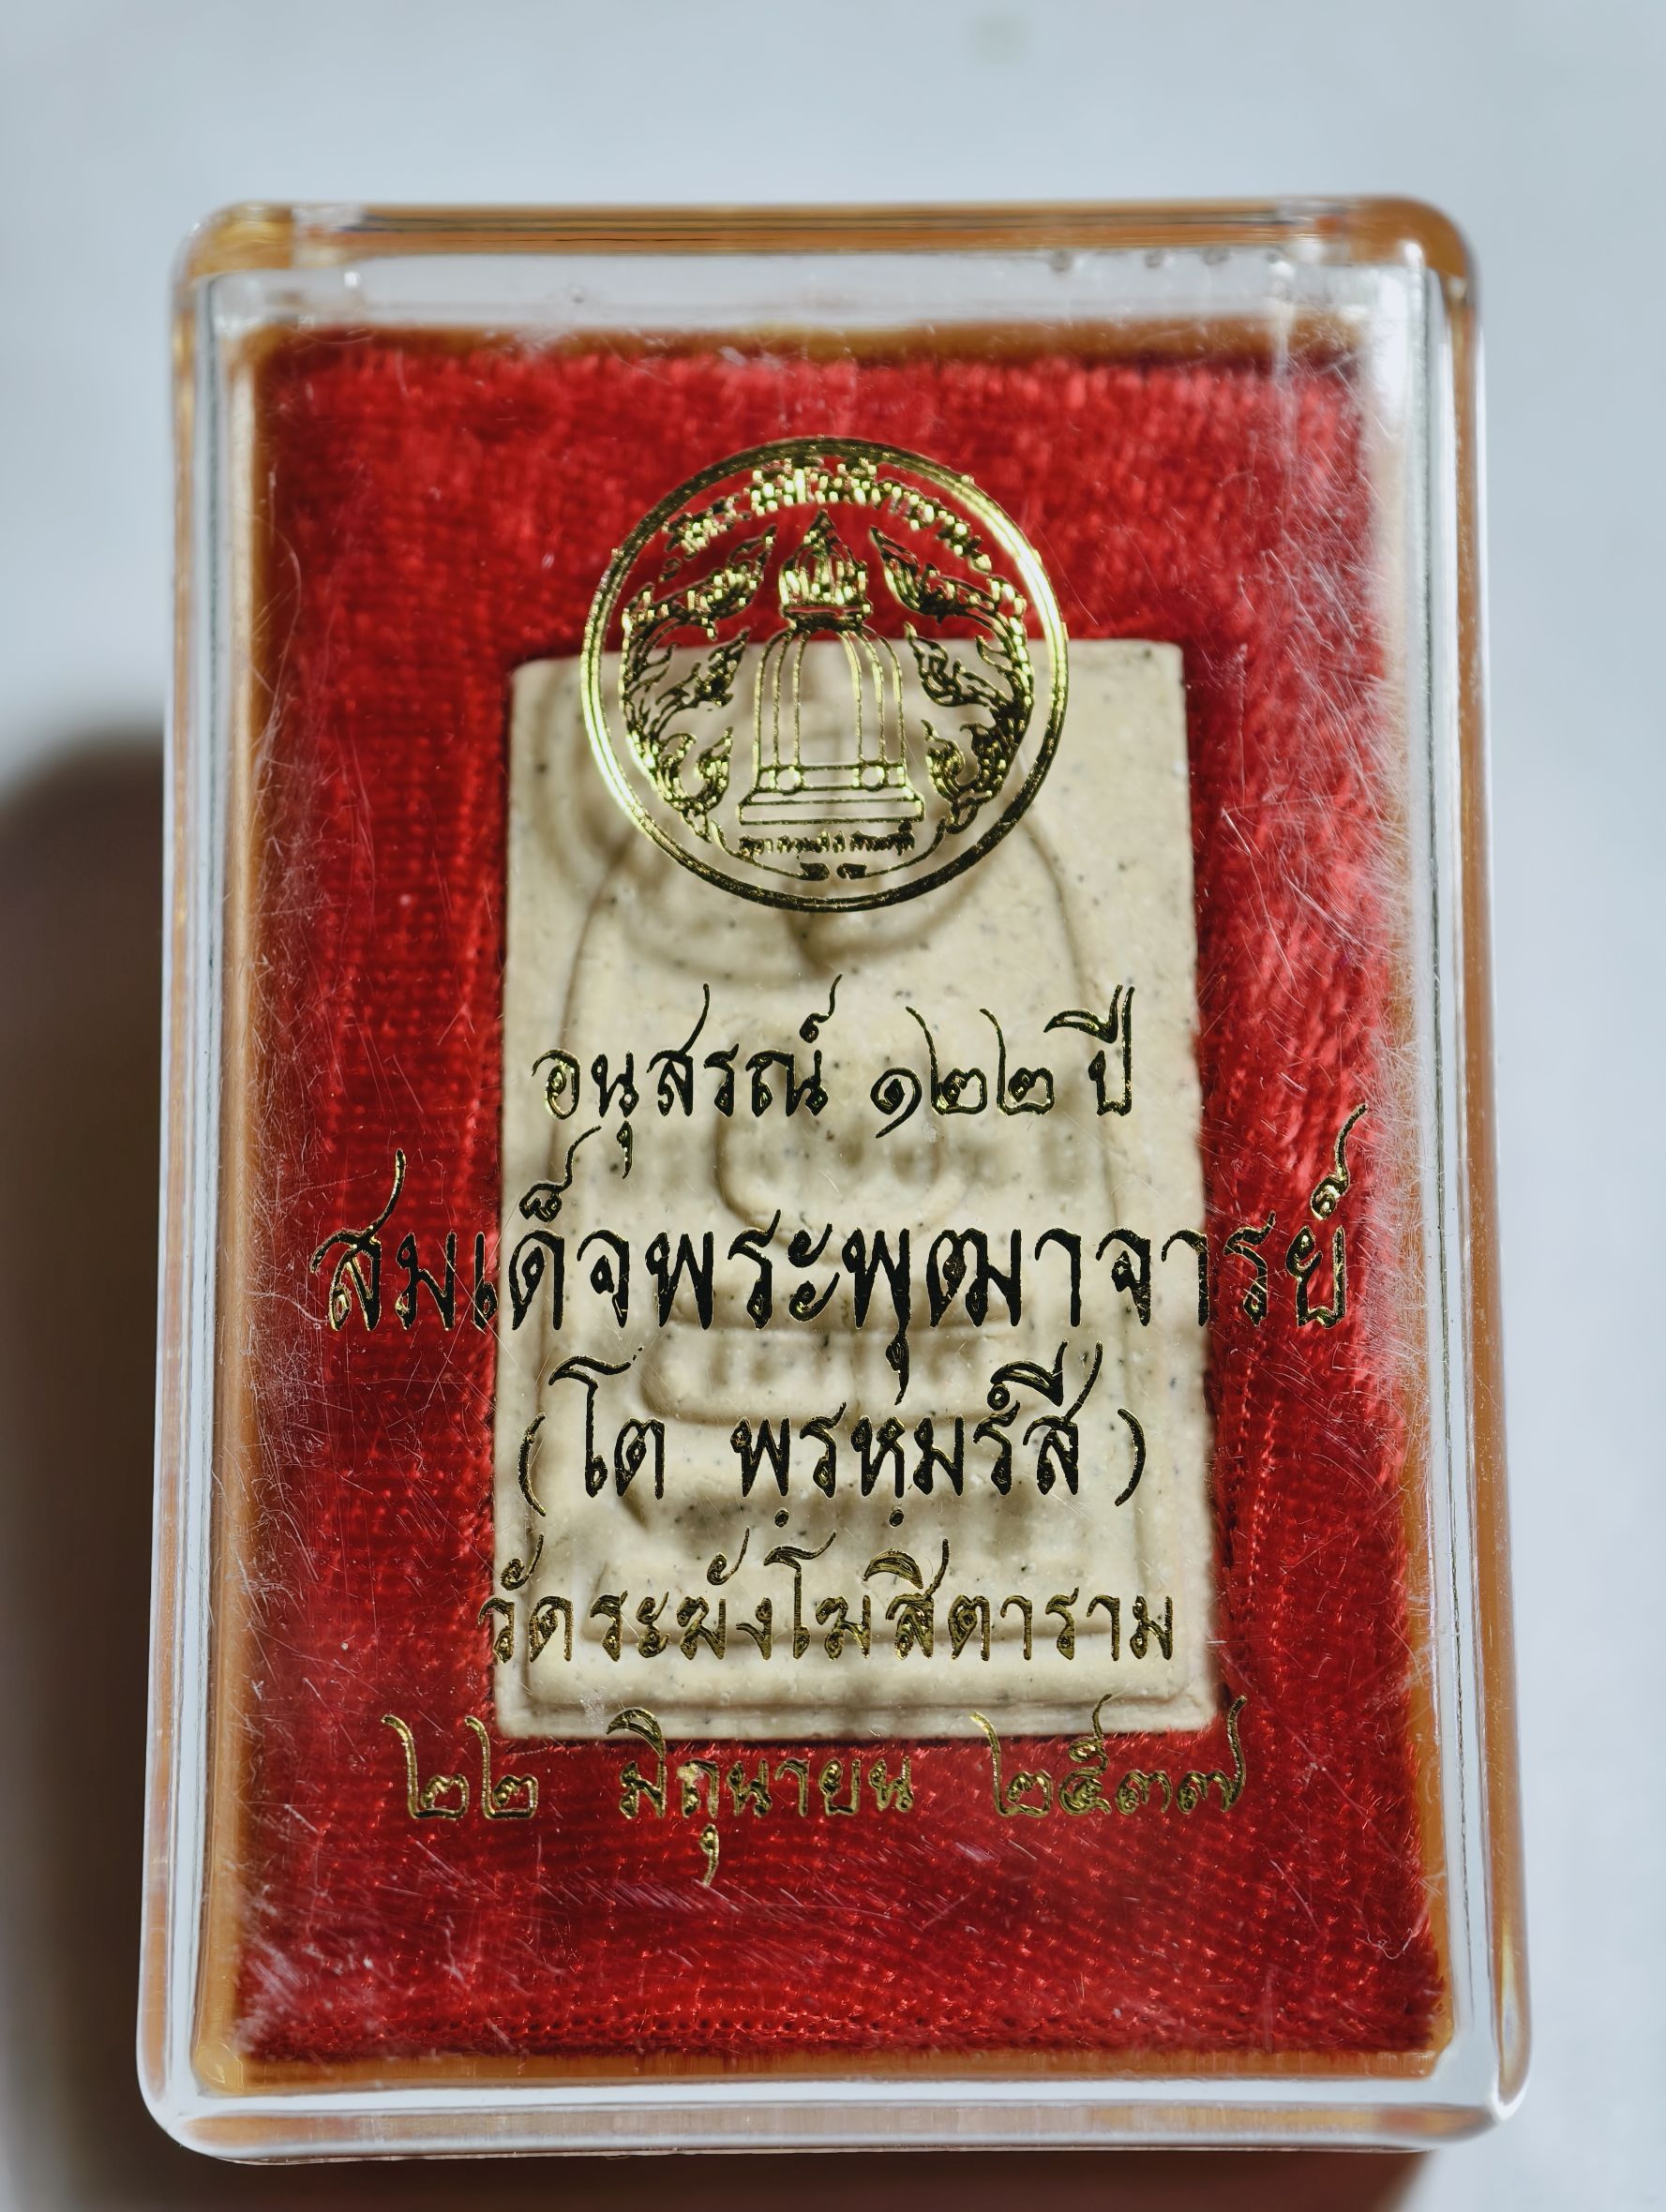 อนุสรณ์ ๑๒๒ ปี
สมเด็จพระพุฒาจารย์
(โต พฺรหฺมรํสี)
วัดระฆังโฆสิตาราม
๒๒ มิถุนายน ๒๕๓๗